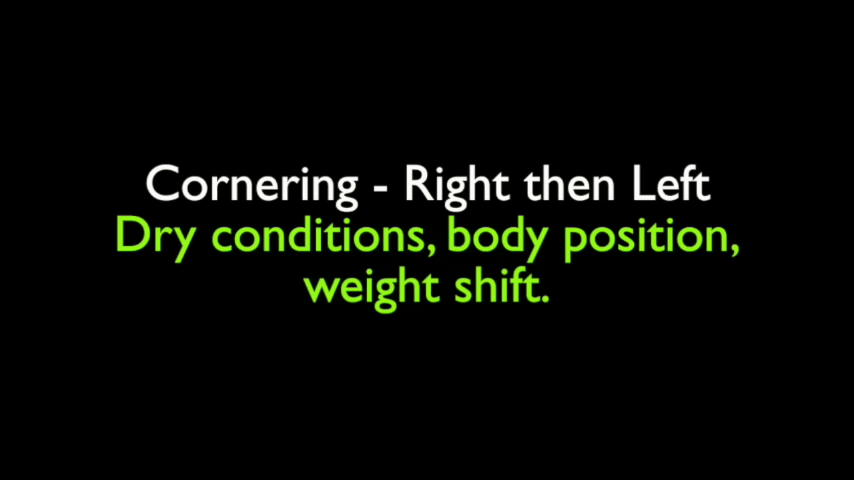 Cornering - Right then Left
Dry conditions, body position,
weight shift.